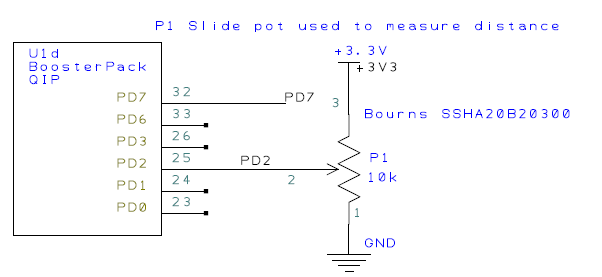 P1 Slide pot used to measure distance
U1d
BoosterPack
QIP
+3.3V
+3V3
PD7 32 PD7
3
Bourns SSHA20B20300
PD6 33
PD3 26
PD2 25 PD2
P1
10k
PD1 24
2
PD0 23
1
GND